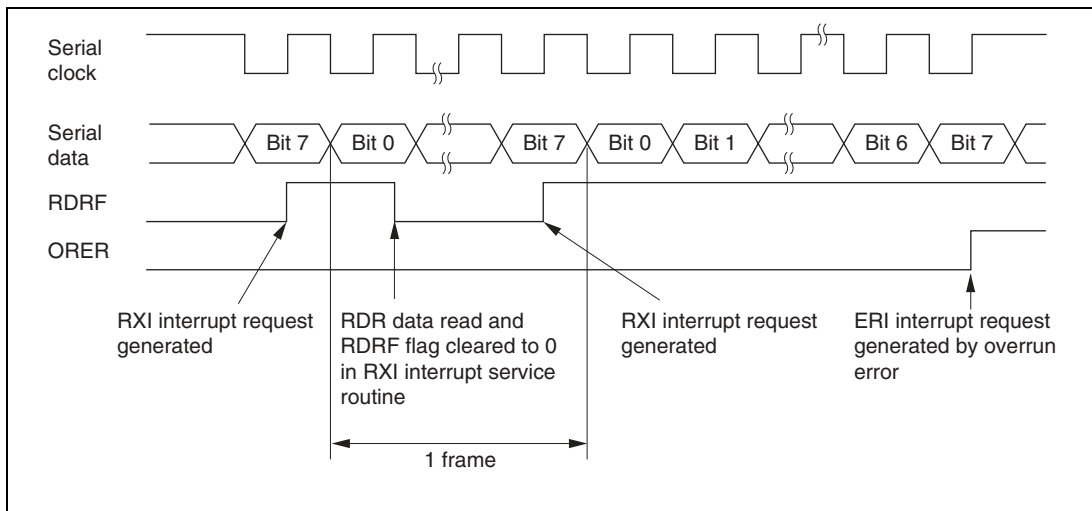 Serial
clock
Serial
data
Bit 7
Bit 0
Bit 7
Bit 0
Bit 1
Bit 6
Bit 7
RDRF
ORER
RXI interrupt request
generated
RDR data read and
RDRF flag cleared to 0
in RXI interrupt service
routine
RXI interrupt request
generated
ERI interrupt request
generated by overrun
error
1 frame